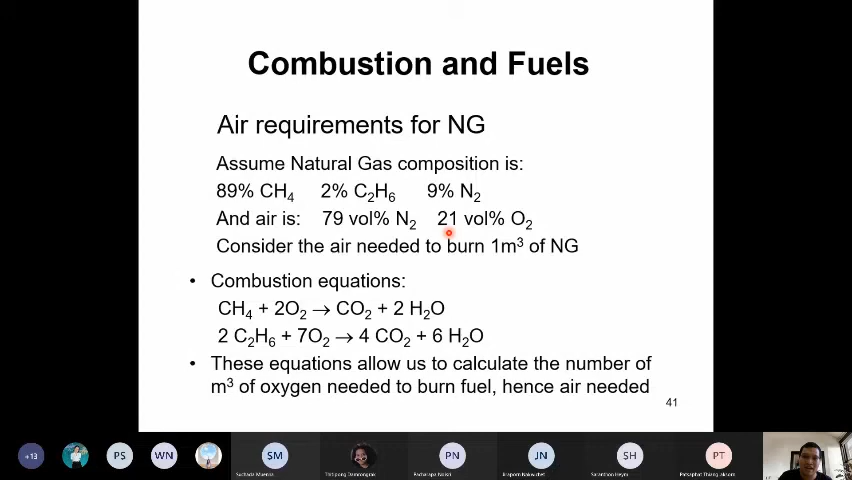 Combustion and Fuels
Air requirements for NG
Assume Natural Gas composition is:
89% CH₄ 2% C₂H₆ 9% N₂
And air is: 79 vol% N₂ 21 vol% O₂
Consider the air needed to burn 1m³ of NG
• Combustion equations:
CH₄ + 2O₂ → CO₂ + 2 H₂O
2 C₂H₆ + 7O₂ → 4 CO₂ + 6 H₂O
• These equations allow us to calculate the number of
m³ of oxygen needed to burn fuel, hence air needed
41
+13 PS WN SM PN JN SH PT
Suchada